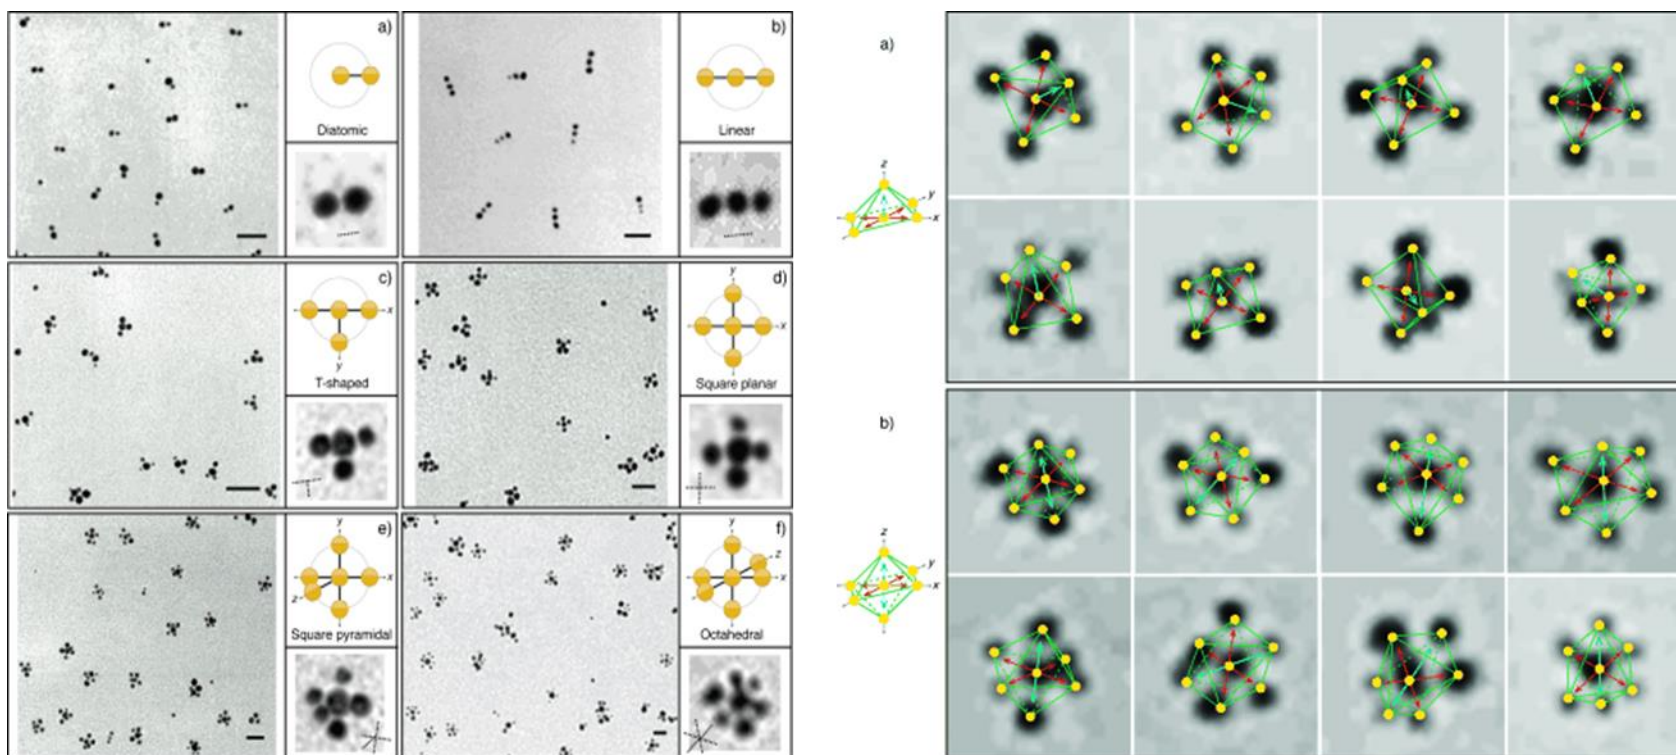 a)
Diatomic
b)
Linear
c)
x
y
T-shaped
d)
y
x
Square planar
e)
y
x
z
Square pyramidal
f)
y
z
x
Octahedral
a)
z
y
x
b)
z
y
x